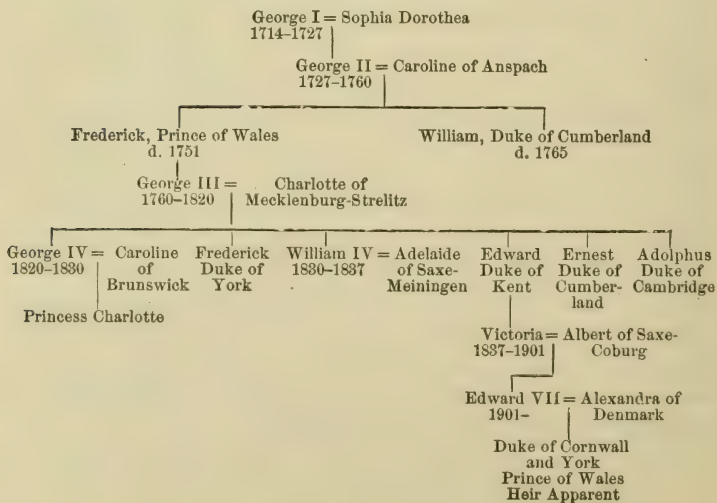 George I = Sophia Dorothea
1714–1727
George II = Caroline of Anspach
1727–1760
Frederick, Prince of Wales
d. 1751
William, Duke of Cumberland
d. 1765
George III = Charlotte of
1760–1820 Mecklenburg-Strelitz
George IV = Caroline Frederick William IV = Adelaide Edward Ernest Adolphus
1820–1830 of Duke of 1830–1837 of Saxe- Duke of Duke of Duke of
Brunswick York Meiningen Kent Cumber- Cambridge
land
Princess Charlotte
Victoria = Albert of Saxe-
1837–1901 Coburg
Edward VII = Alexandra of
1901– Denmark
Duke of Cornwall
and York
Prince of Wales
Heir Apparent